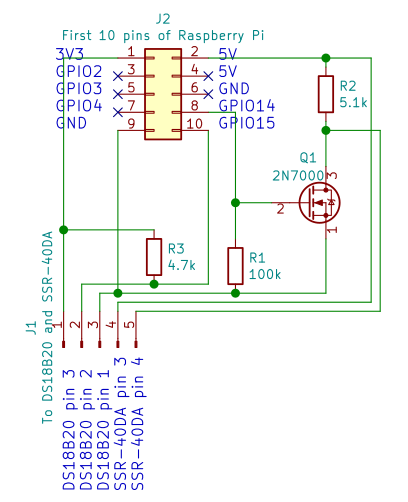 J2
First 10 pins of Raspberry Pi
3V3 1 2 5V
GPIO2 3 4 5V
GPIO3 5 6 GND
GPIO4 7 8 GPIO14
GND 9 10 GPIO15
R2
5.1k
Q1
2N7000
3
2
1
R3
4.7k
R1
100k
J1
To DS18B20 and SSR-40DA
1
2
3
4
5
DS18B20 pin 3
DS18B20 pin 2
DS18B20 pin 1
SSR-40DA pin 3
SSR-40DA pin 4